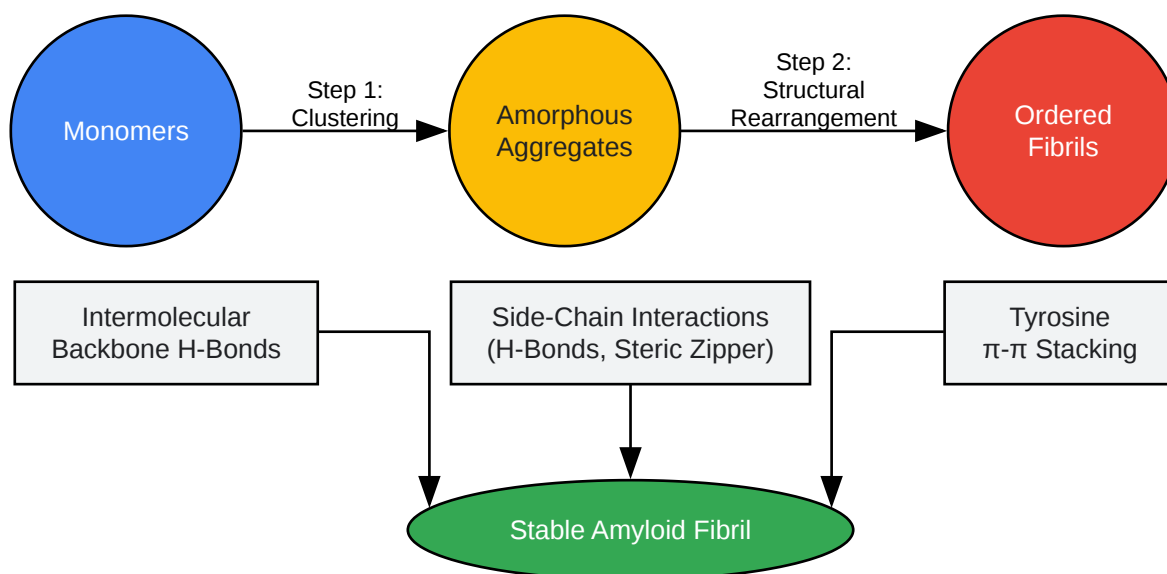 Monomers
Step 1:
Clustering
Amorphous
Aggregates
Step 2:
Structural
Rearrangement
Ordered
Fibrils
Intermolecular
Backbone H-Bonds
Side-Chain Interactions
(H-Bonds, Steric Zipper)
Tyrosine
π-π Stacking
Stable Amyloid Fibril